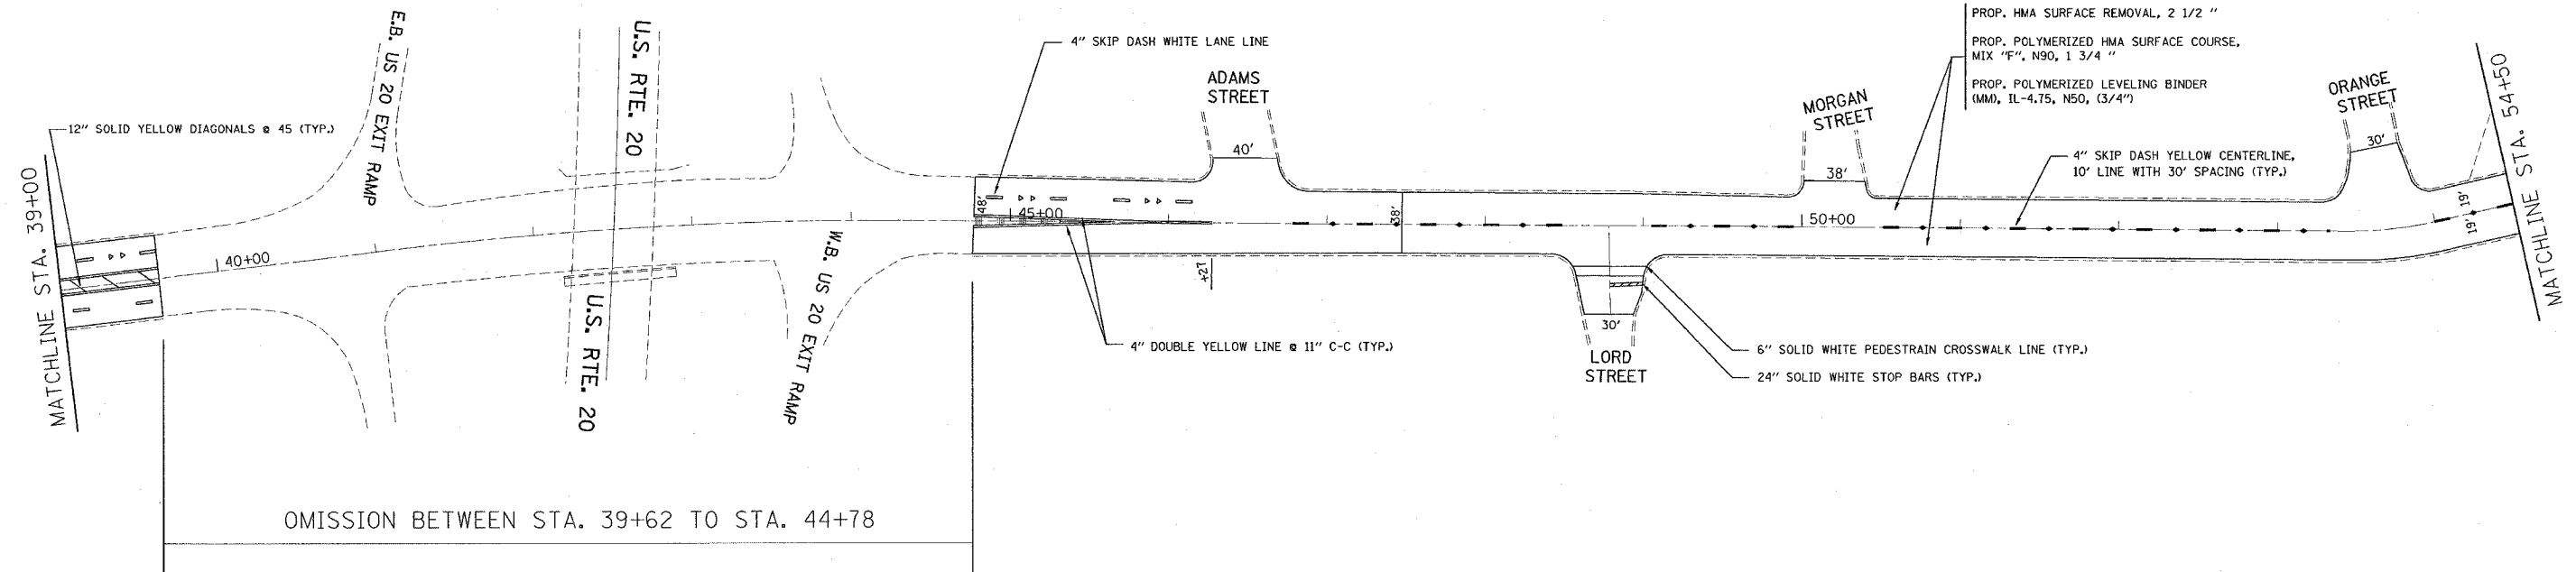 PROP. HMA SURFACE REMOVAL, 2 1/2 "
PROP. POLYMERIZED HMA SURFACE COURSE,
MIX "F", N90, 1 3/4 "
PROP. POLYMERIZED LEVELING BINDER
(MM), IL-4.75, N50, (3/4")
E.B. US 20 EXIT RAMP
U.S. RTE. 20
4" SKIP DASH WHITE LANE LINE
ADAMS
STREET
MORGAN
STREET
ORANGE
STREET
MATCHLINE STA. 54+50
12" SOLID YELLOW DIAGONALS @ 45 (TYP.)
MATCHLINE STA. 39+00
40'
38'
30'
4" SKIP DASH YELLOW CENTERLINE,
10' LINE WITH 30' SPACING (TYP.)
48'
45+00
38'
50+00
19'
19'
40+00
W.B. US 20 EXIT RAMP
+27
U.S. RTE. 20
30'
4" DOUBLE YELLOW LINE @ 11" C-C (TYP.)
LORD
STREET
6" SOLID WHITE PEDESTRAIN CROSSWALK LINE (TYP.)
24" SOLID WHITE STOP BARS (TYP.)
OMISSION BETWEEN STA. 39+62 TO STA. 44+78